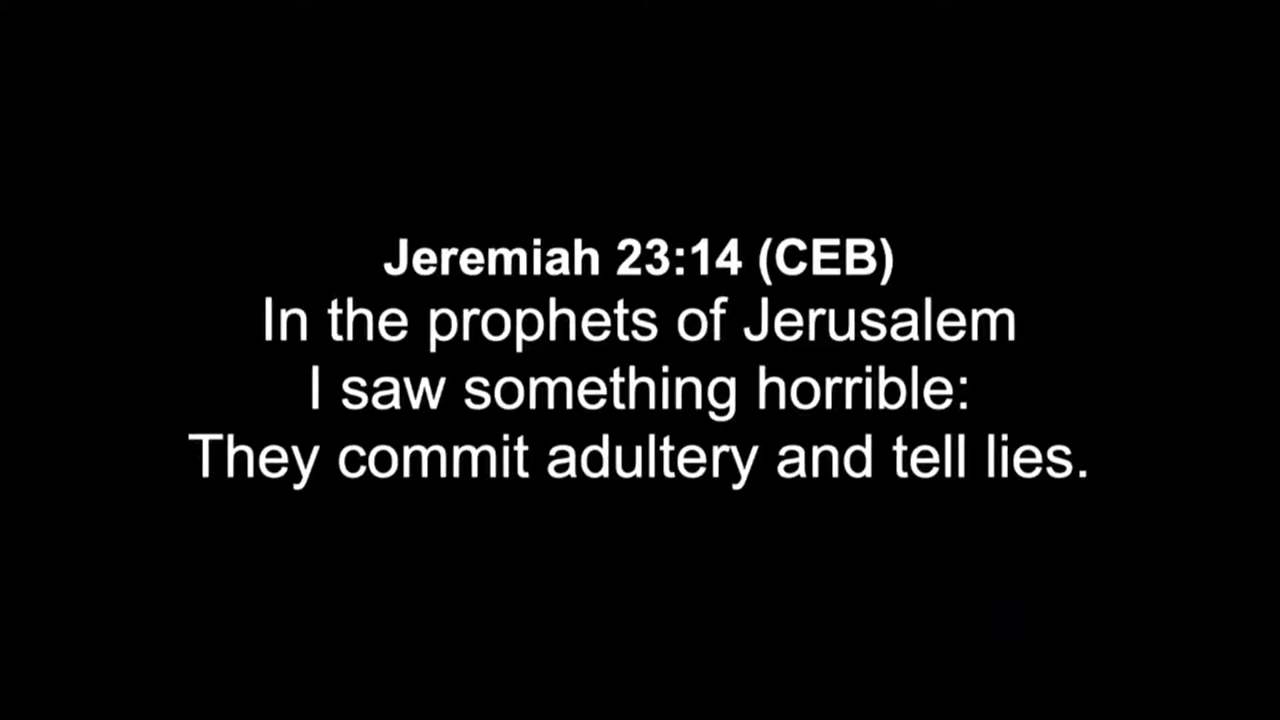 Jeremiah 23:14 (CEB)
In the prophets of Jerusalem
I saw something horrible:
They commit adultery and tell lies.